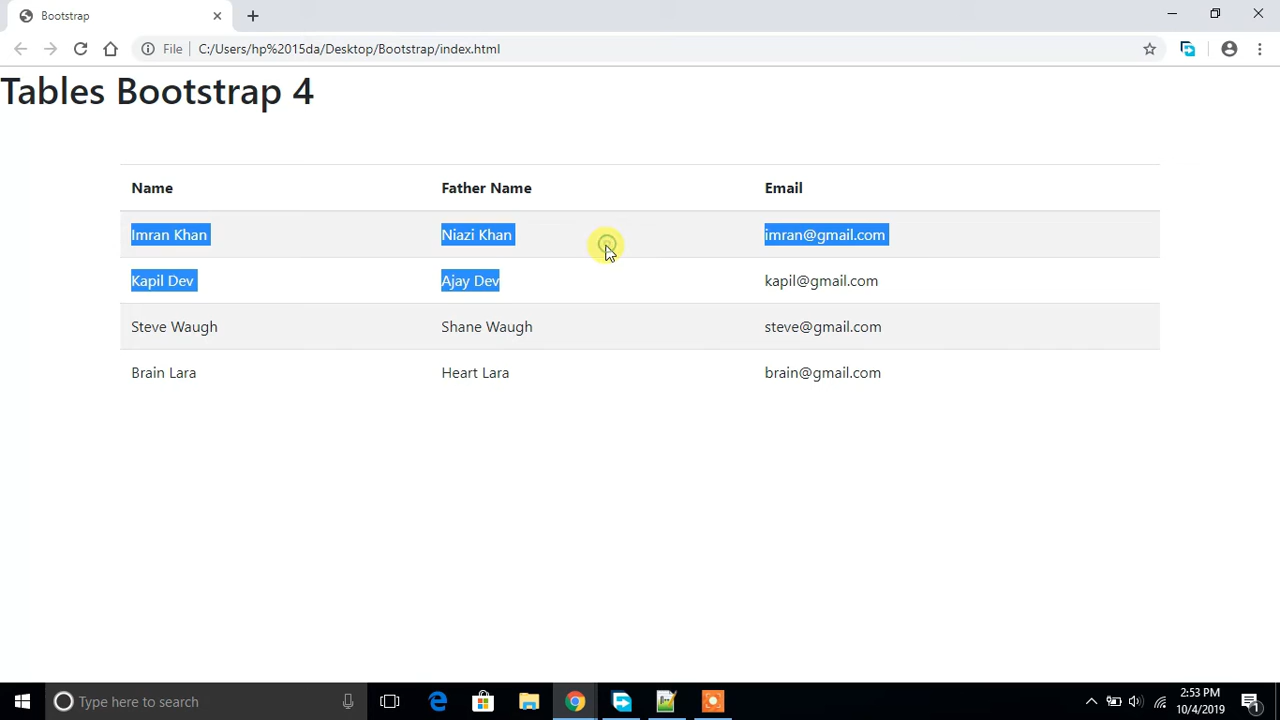 Bootstrap
File C:/Users/hp%2015da/Desktop/Bootstrap/index.html
Tables Bootstrap 4
Name Father Name Email
Imran Khan Niazi Khan imran@gmail.com
Kapil Dev Ajay Dev kapil@gmail.com
Steve Waugh Shane Waugh steve@gmail.com
Brain Lara Heart Lara brain@gmail.com
Type here to search
2:53 PM
10/4/2019
1